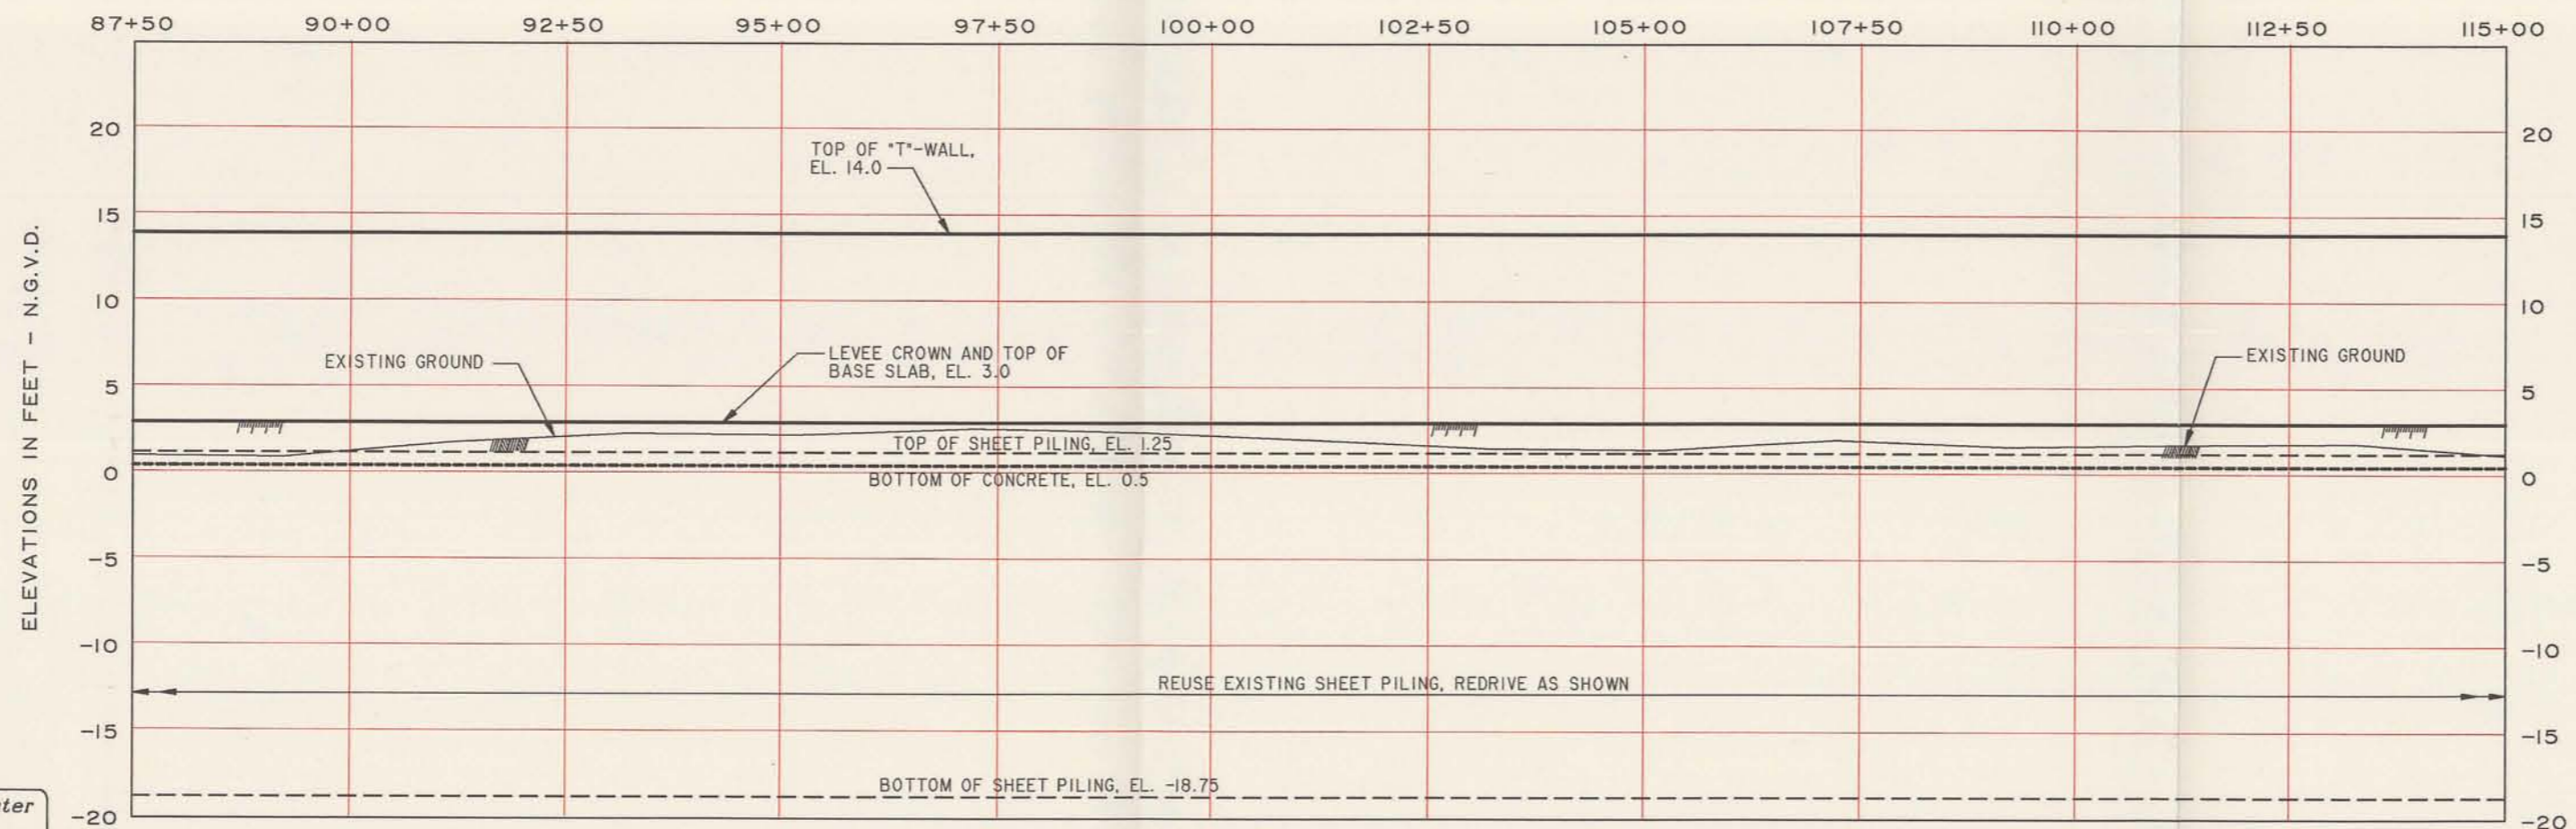 87+50 90+00 92+50 95+00 97+50 100+00 102+50 105+00 107+50 110+00 112+50 115+00
20 20
TOP OF "T"-WALL,
EL. 14.0
15 15
10 10
EXISTING GROUND
LEVEE CROWN AND TOP OF
BASE SLAB, EL. 3.0
EXISTING GROUND
5 5
TOP OF SHEET PILING, EL. 1.25
0 0
BOTTOM OF CONCRETE, EL. 0.5
-5 -5
-10 -10
REUSE EXISTING SHEET PILING, REDRIVE AS SHOWN
-15 -15
BOTTOM OF SHEET PILING, EL. -18.75
-20 -20
ELEVATIONS IN FEET - N.G.V.D.
ter